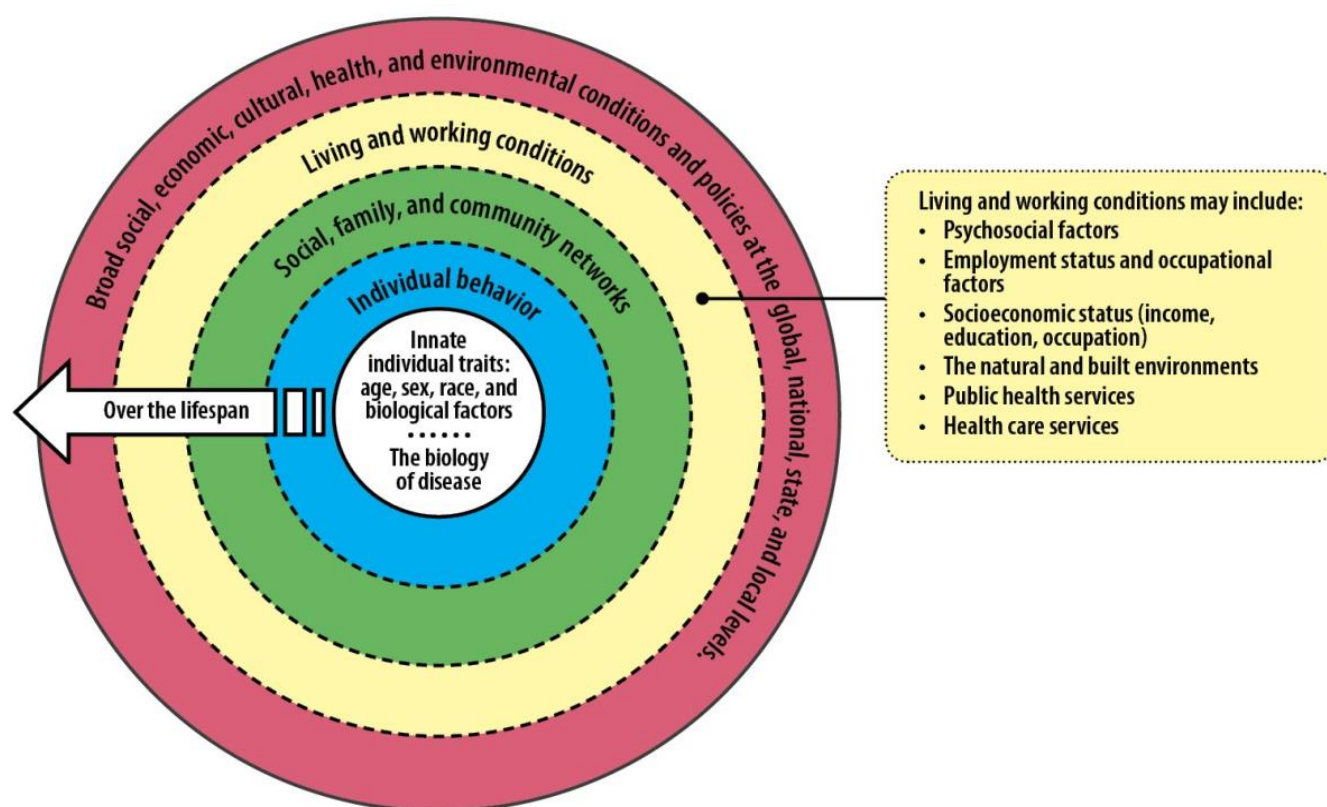 Broad social, economic, cultural, health, and environmental conditions and policies at the global, national, state, and local levels.
Living and working conditions
Social, family, and community networks
Individual behavior
Innate
individual traits:
age, sex, race, and
biological factors
......
The biology
of disease
Over the lifespan
Living and working conditions may include:
• Psychosocial factors
• Employment status and occupational
factors
• Socioeconomic status (income,
education, occupation)
• The natural and built environments
• Public health services
• Health care services